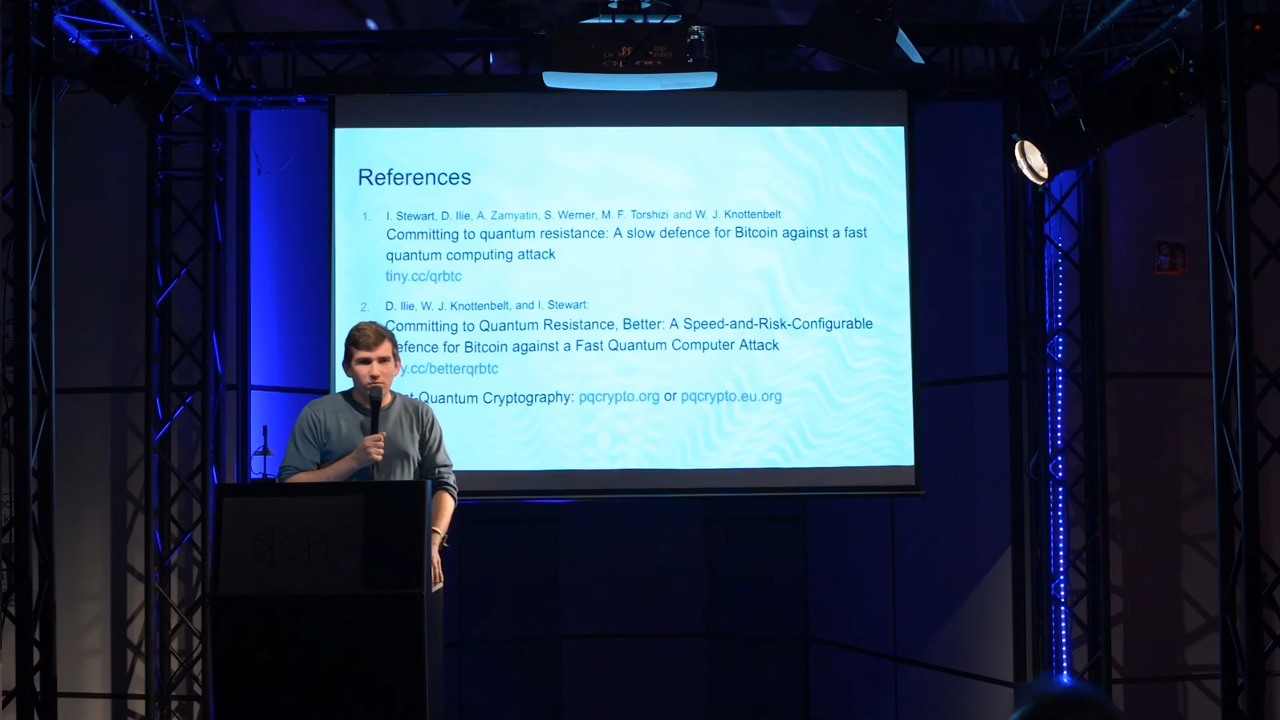 References
1. I. Stewart, D. Ilie, A. Zamyatin, S. Werner, M. F. Torshizi and W. J. Knottenbelt:
Committing to quantum resistance: A slow defence for Bitcoin against a fast
quantum computing attack
tiny.cc/qrbtc
2. D. Ilie, W. J. Knottenbelt, and I. Stewart:
Committing to Quantum Resistance, Better: A Speed-and-Risk-Configurable
efence for Bitcoin against a Fast Quantum Computer Attack
y.cc/betterqrbtc
t-Quantum Cryptography: pqcrypto.org or pqcrypto.eu.org